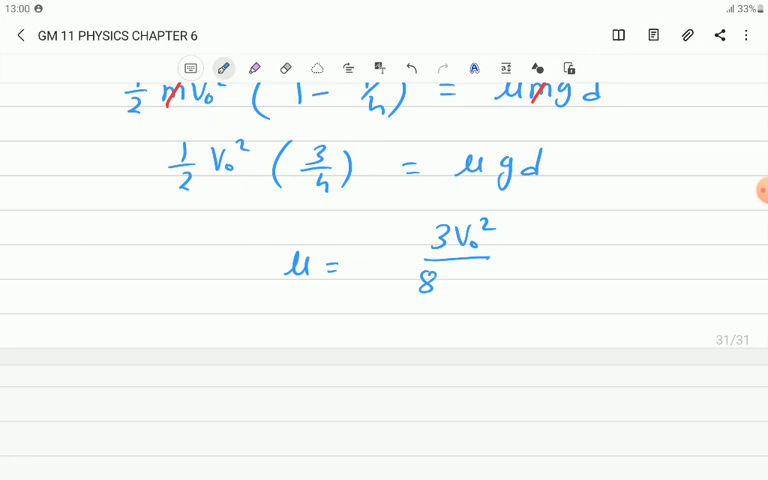 13:00 33%
GM 11 PHYSICS CHAPTER 6
½ mv₀² (1 - 1/4) = μmgd
½ v₀² (3/4) = μgd
μ = 3v₀²/8
31/31